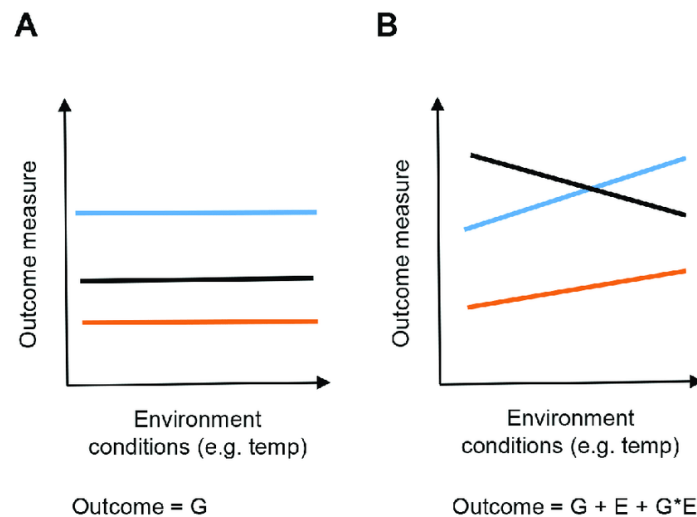 A
B
Outcome measure
Outcome measure
Environment
conditions (e.g. temp)
Environment
conditions (e.g. temp)
Outcome = G
Outcome = G + E + G*E